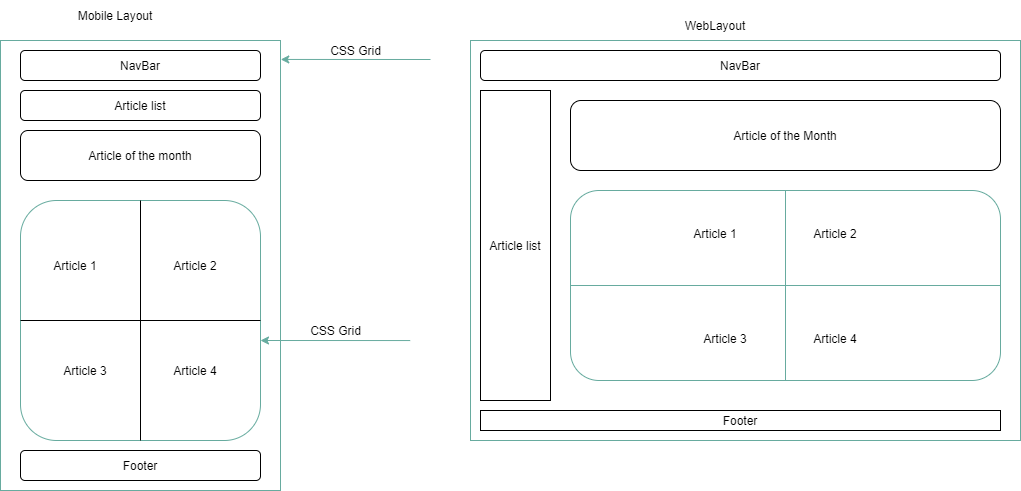 Mobile Layout
NavBar
Article list
Article of the month
Article 1
Article 2
Article 3
Article 4
Footer
CSS Grid
CSS Grid
WebLayout
NavBar
Article list
Article of the Month
Article 1
Article 2
Article 3
Article 4
Footer